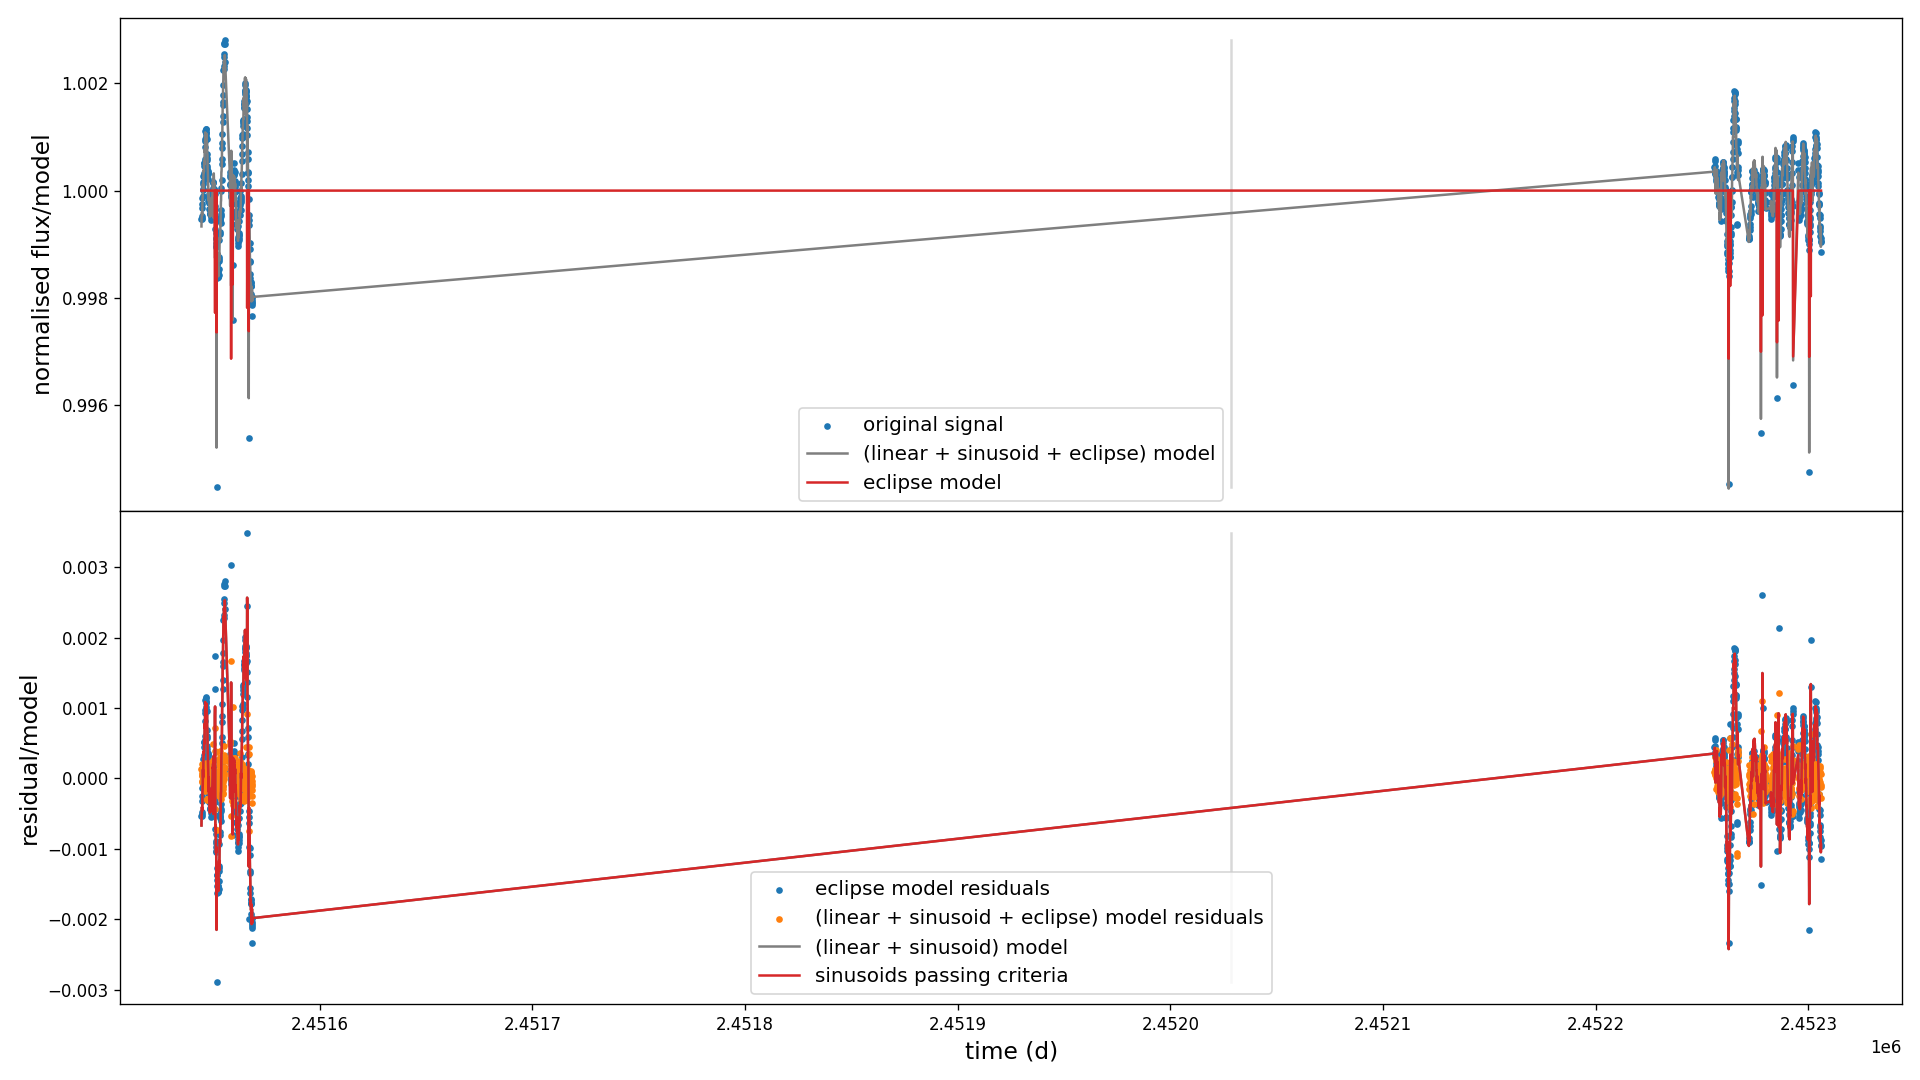 normalised flux/model
1.002
1.000
0.998
0.996
original signal
(linear + sinusoid + eclipse) model
eclipse model
residual/model
0.003
0.002
0.001
0.000
−0.001
−0.002
−0.003
eclipse model residuals
(linear + sinusoid + eclipse) model residuals
(linear + sinusoid) model
sinusoids passing criteria
2.4516 2.4517 2.4518 2.4519 2.4520 2.4521 2.4522 2.4523
1e6
time (d)